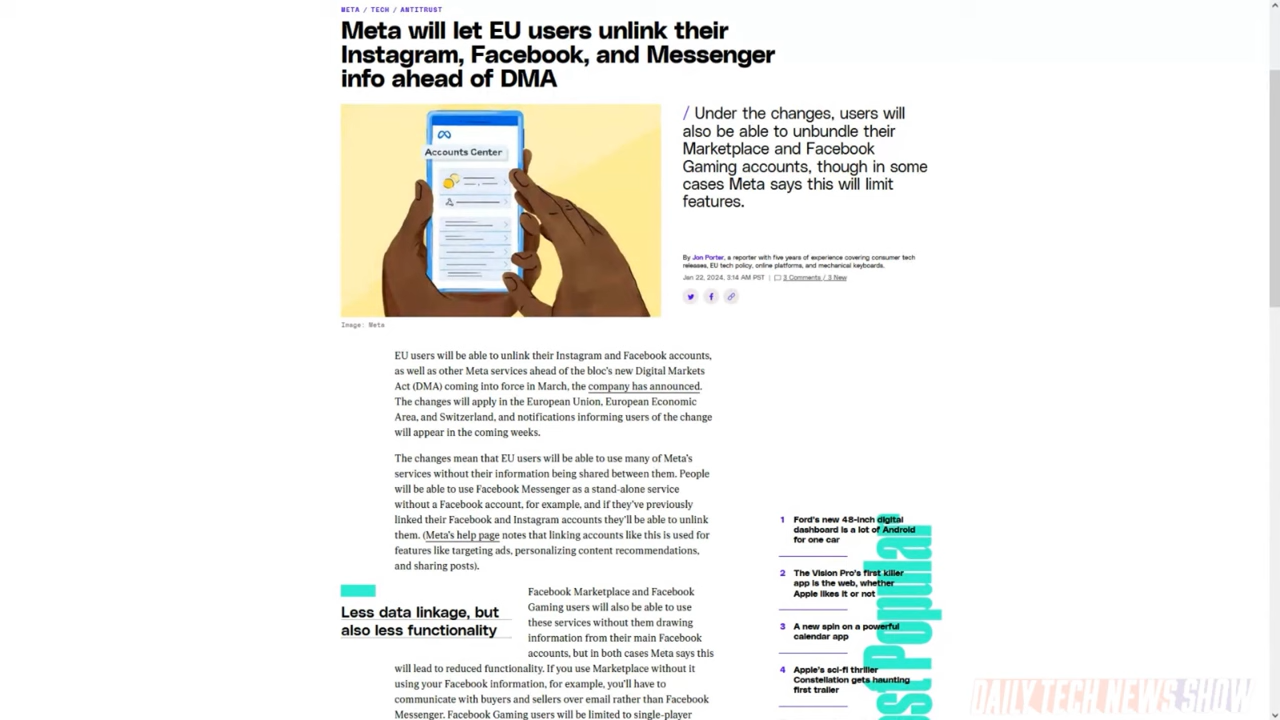 META / TECH / ANTITRUST
Meta will let EU users unlink their
Instagram, Facebook, and Messenger
info ahead of DMA
Accounts Center
/ Under the changes, users will
also be able to unbundle their
Marketplace and Facebook
Gaming accounts, though in some
cases Meta says this will limit
features.
By Jon Porter, a reporter with five years of experience covering consumer tech
releases, EU tech policy, online platforms, and mechanical keyboards.
Jan 22, 2024, 3:14 AM PST | 3 Comments / 3 New
Image: Meta
EU users will be able to unlink their Instagram and Facebook accounts,
as well as other Meta services ahead of the bloc's new Digital Markets
Act (DMA) coming into force in March, the company has announced.
The changes will apply in the European Union, European Economic
Area, and Switzerland, and notifications informing users of the change
will appear in the coming weeks.
The changes mean that EU users will be able to use many of Meta's
services without their information being shared between them. People
will be able to use Facebook Messenger as a stand-alone service
without a Facebook account, for example, and if they've previously
linked their Facebook and Instagram accounts they'll be able to unlink
them. (Meta's help page notes that linking accounts like this is used for
features like targeting ads, personalizing content recommendations,
and sharing posts).
Less data linkage, but
also less functionality
Facebook Marketplace and Facebook
Gaming users will also be able to use
these services without them drawing
information from their main Facebook
accounts, but in both cases Meta says this
will lead to reduced functionality. If you use Marketplace without it
using your Facebook information, for example, you'll have to
communicate with buyers and sellers over email rather than Facebook
Messenger. Facebook Gaming users will be limited to single-player
1 Ford's new 48-inch digital
dashboard is a lot of Android
for one car
2 The Vision Pro's first killer
app is the web, whether
Apple likes it or not
3 A new spin on a powerful
calendar app
4 Apple's sci-fi thriller
Constellation gets haunting
first trailer
st Popular
DAILY TECH NEWS SHOW